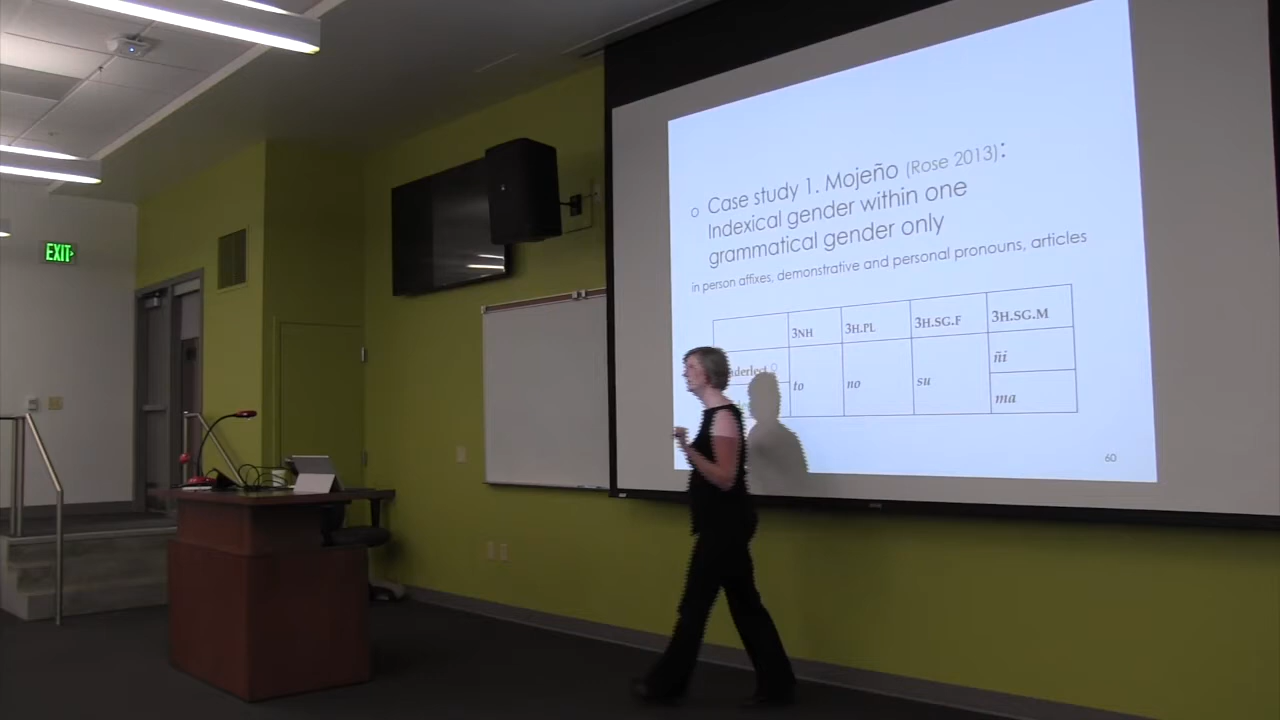 EXIT
Case study 1. Mojeño (Rose 2013):
Indexical gender within one
grammatical gender only
in person affixes, demonstrative and personal pronouns, articles
3NH 3H.PL 3H.SG.F 3H.SG.M
to no su ñi
ma
60